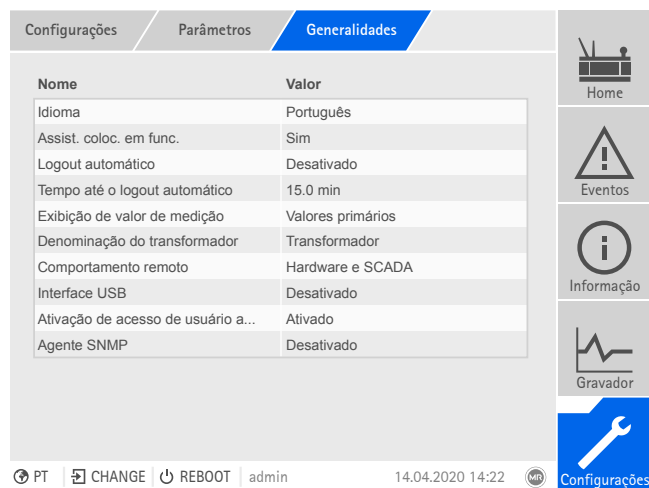 Configurações Parâmetros Generalidades
Nome Valor
Idioma Português
Assist. coloc. em func. Sim
Logout automático Desativado
Tempo até o logout automático 15.0 min
Exibição de valor de medição Valores primários
Denominação do transformador Transformador
Comportamento remoto Hardware e SCADA
Interface USB Desativado
Ativação de acesso de usuário a... Ativado
Agente SNMP Desativado
Home
Eventos
Informação
Gravador
Configurações
PT CHANGE REBOOT admin 14.04.2020 14:22 MR